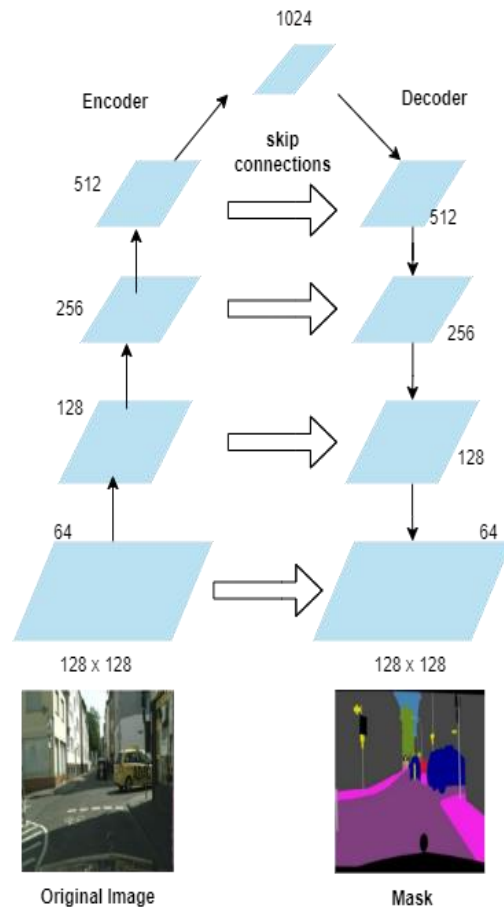 1024
Encoder
Decoder
skip
connections
512
512
256
256
128
128
64
64
128 x 128
128 x 128
Original Image
Mask